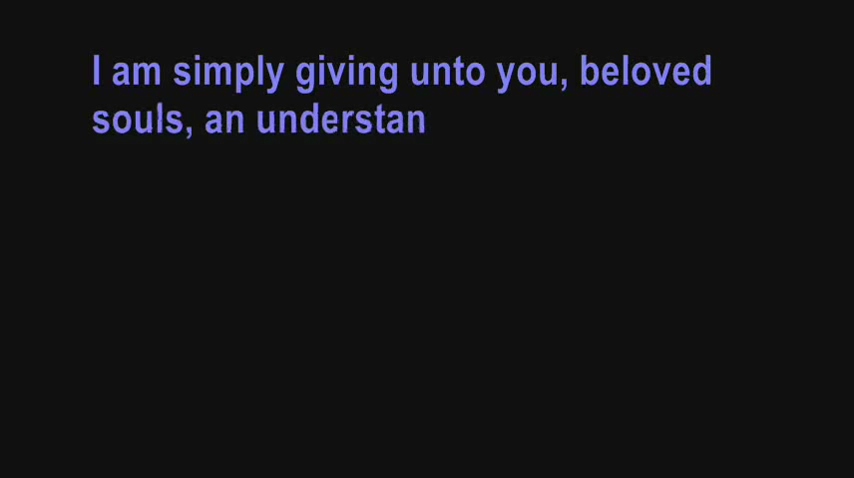 I am simply giving unto you, beloved
souls, an understan